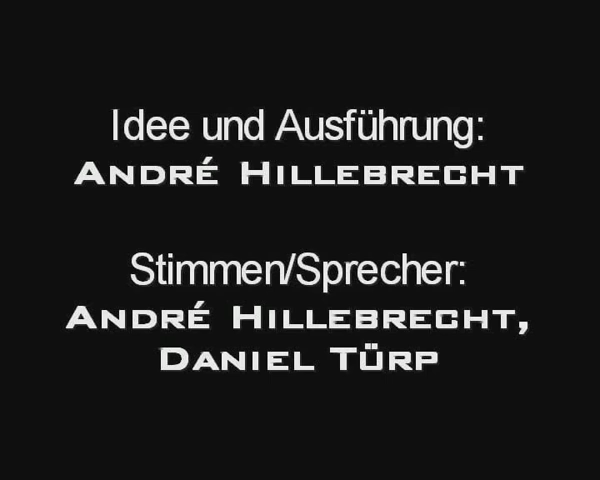 Idee und Ausführung:
André Hillebrecht
Stimmen/Sprecher:
André Hillebrecht,
Daniel Türp